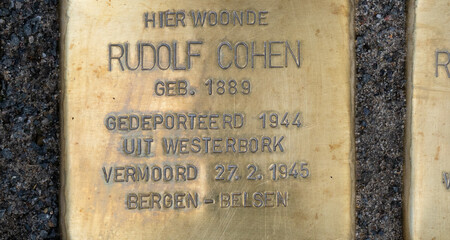 HIER WOONDE
RUDOLF COHEN
GEB. 1889
GEDEPORTEERD 1944
UIT WESTERBORK
VERMOORD 27.2.1945
BERGEN - BELSEN
R